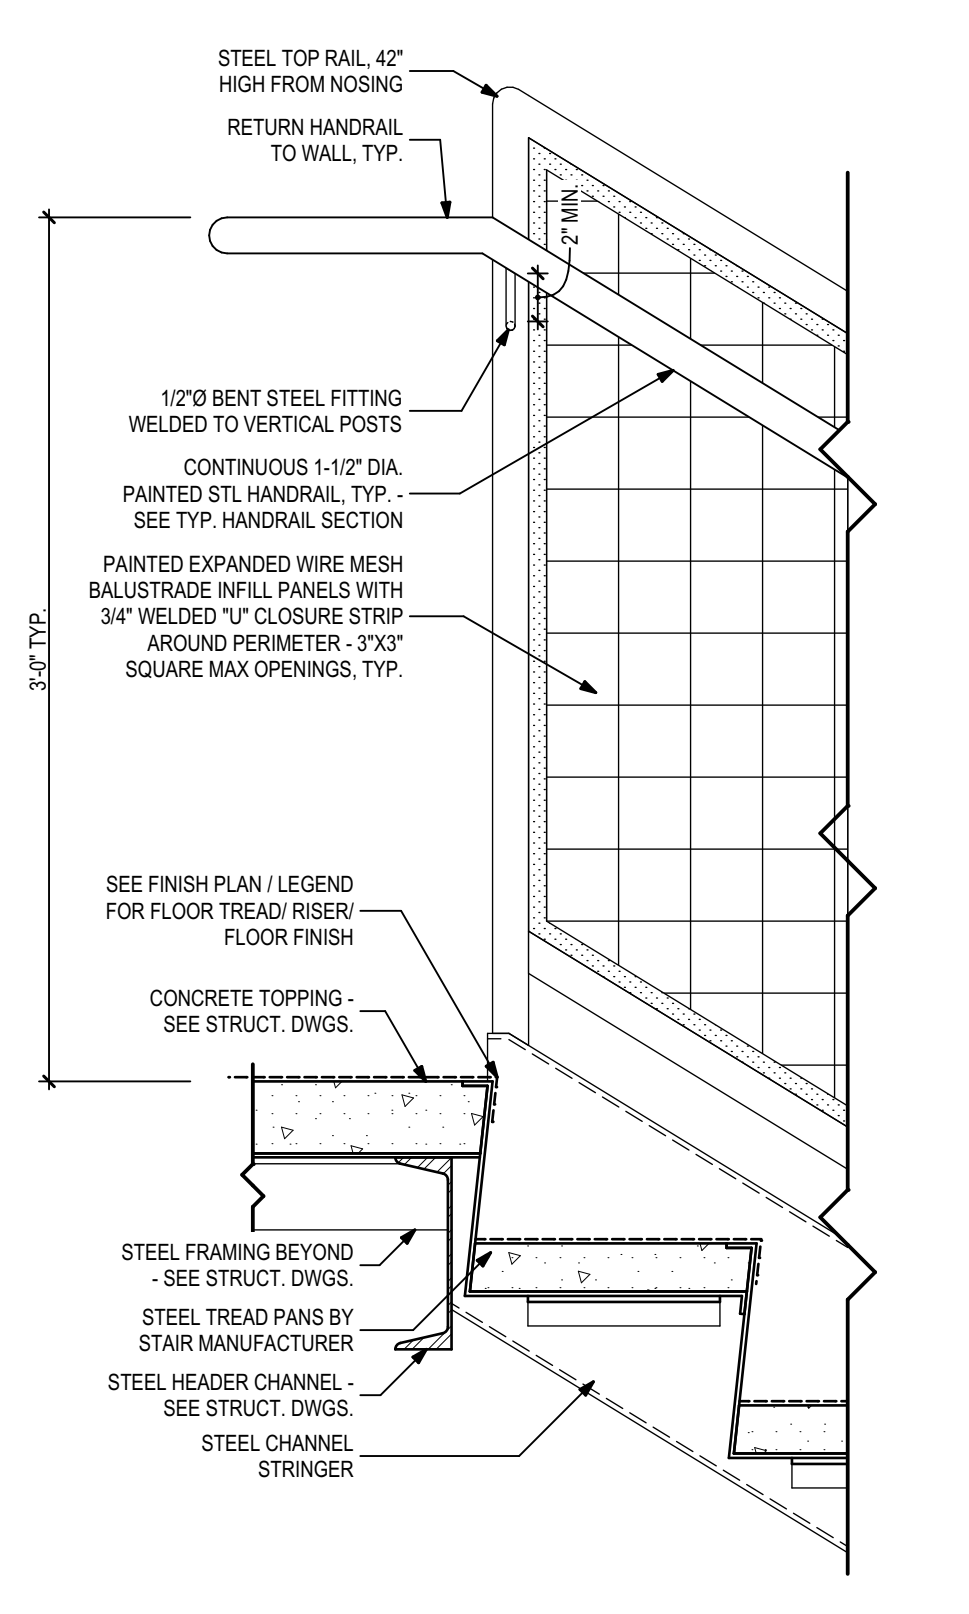 STEEL TOP RAIL, 42"
HIGH FROM NOSING
RETURN HANDRAIL
TO WALL, TYP.
2" MIN.
1/2"Ø BENT STEEL FITTING
WELDED TO VERTICAL POSTS
CONTINUOUS 1-1/2" DIA.
PAINTED STL HANDRAIL, TYP. -
SEE TYP. HANDRAIL SECTION
PAINTED EXPANDED WIRE MESH
BALUSTRADE INFILL PANELS WITH
3/4" WELDED "U" CLOSURE STRIP
AROUND PERIMETER - 3"X3"
SQUARE MAX OPENINGS, TYP.
3'-0" TYP.
SEE FINISH PLAN / LEGEND
FOR FLOOR TREAD/ RISER/
FLOOR FINISH
CONCRETE TOPPING -
SEE STRUCT. DWGS.
STEEL FRAMING BEYOND
- SEE STRUCT. DWGS.
STEEL TREAD PANS BY
STAIR MANUFACTURER
STEEL HEADER CHANNEL -
SEE STRUCT. DWGS.
STEEL CHANNEL
STRINGER